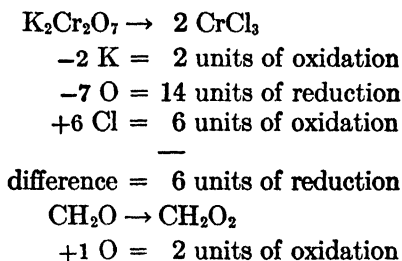 K₂Cr₂O₇ → 2 CrCl₃
−2 K = 2 units of oxidation
−7 O = 14 units of reduction
+6 Cl = 6 units of oxidation
—
difference = 6 units of reduction
CH₂O → CH₂O₂
+1 O = 2 units of oxidation